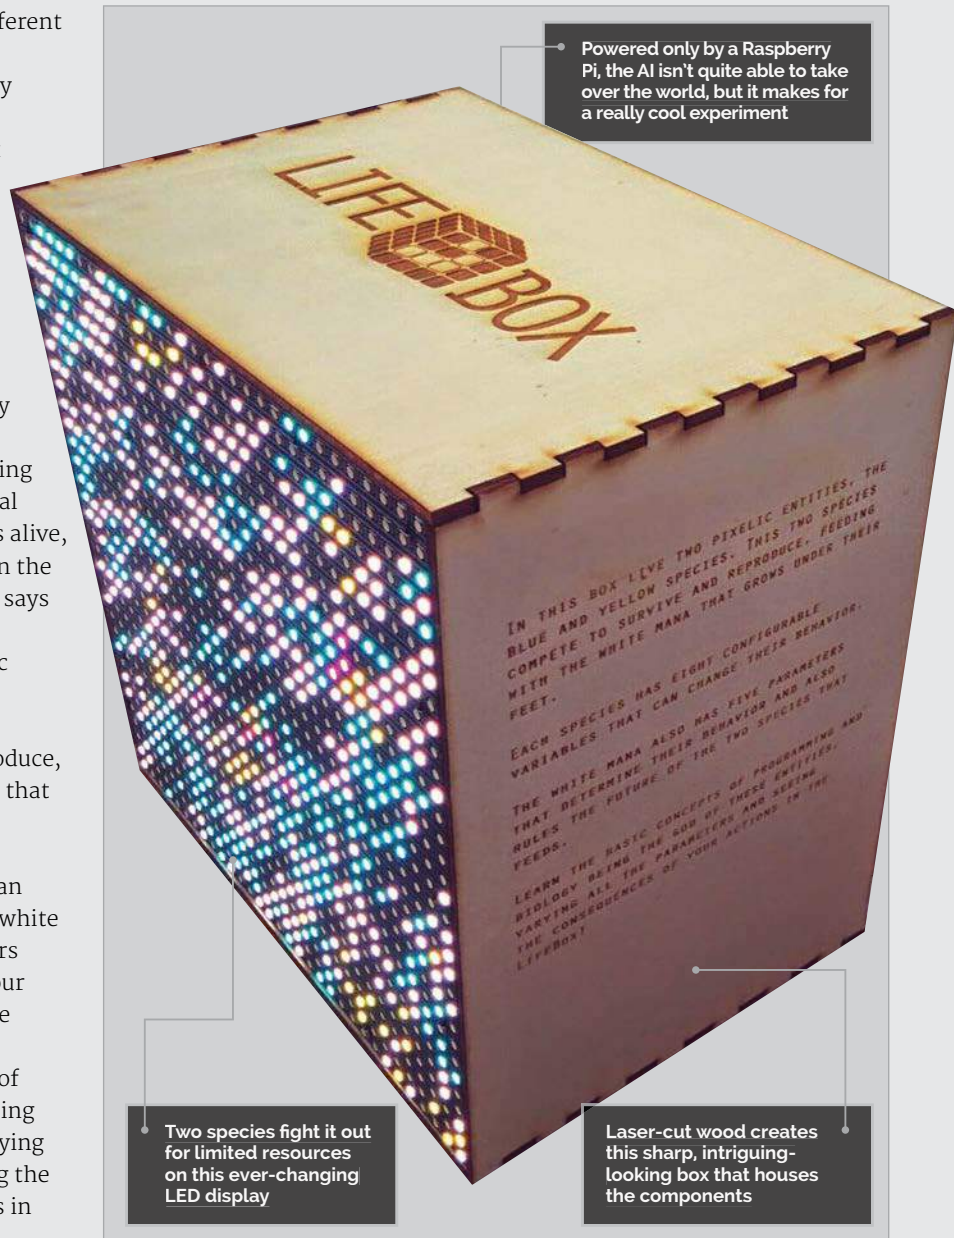 fferent
y
y
ing
al
s alive,
n the
says
c
oduce,
that
an
white
rs
our
e
of
ing
ying
g the
s in
Powered only by a Raspberry
Pi, the AI isn't quite able to take
over the world, but it makes for
a really cool experiment
LIFE BOX
IN THIS BOX LIVE TWO PIXELIC ENTITIES, THE
BLUE AND YELLOW SPECIES. THIS TWO SPECIES
COMPETE TO SURVIVE AND REPRODUCE, FEEDING
WITH THE WHITE MANA THAT GROWS UNDER THEIR
FEET.
EACH SPECIES HAS EIGHT CONFIGURABLE
VARIABLES THAT CAN CHANGE THEIR BEHAVIOR.
THE WHITE MANA ALSO HAS FIVE PARAMETERS
THAT DETERMINE THEIR BEHAVIOR AND ALSO
RULES THE FUTURE OF THE TWO SPECIES THAT
FEEDS.
LEARN THE BASIC CONCEPTS OF PROGRAMMING AND
BIOLOGY BEING THE GOD OF THESE ENTITIES,
VARYING ALL THE PARAMETERS AND SEEING
THE CONSEQUENCES OF YOUR ACTIONS IN THE
LIFEBOX!
Two species fight it out
for limited resources
on this ever-changing
LED display
Laser-cut wood creates
this sharp, intriguing-
looking box that houses
the components